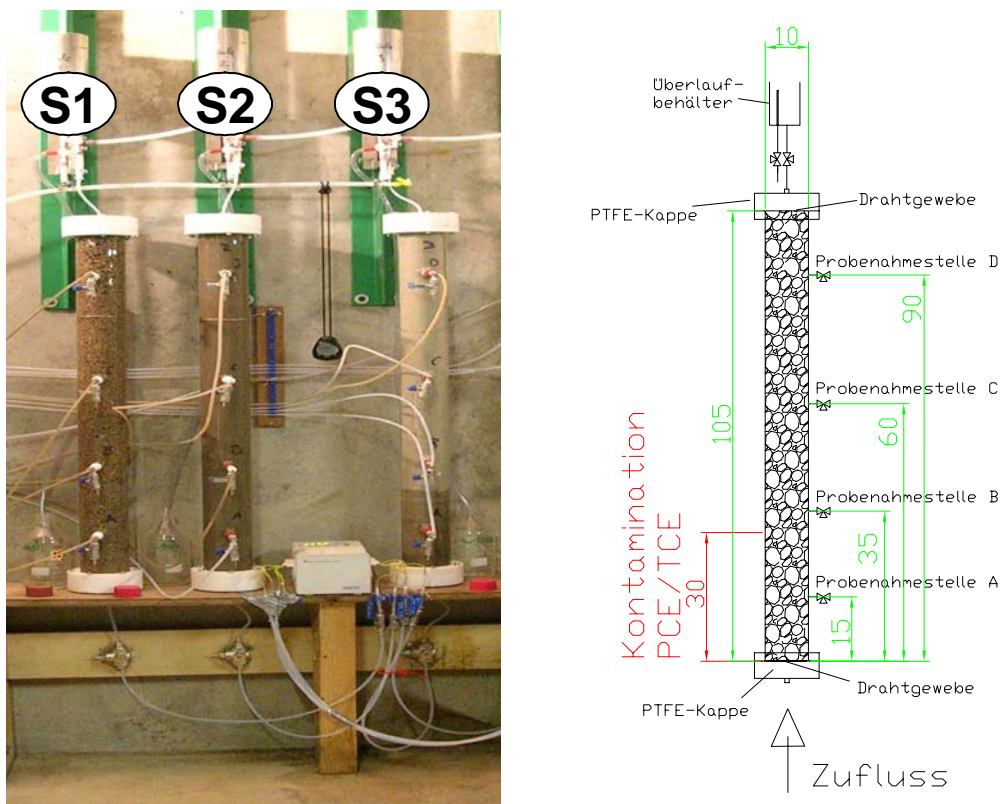 S1
S2
S3
10
Überlauf-
behälter
PTFE-Kappe
Drahtgewebe
Probenahmestelle D
90
Probenahmestelle C
105
60
Kontamination
PCE/TCE
30
Probenahmestelle B
35
Probenahmestelle A
15
Drahtgewebe
PTFE-Kappe
Zufluss